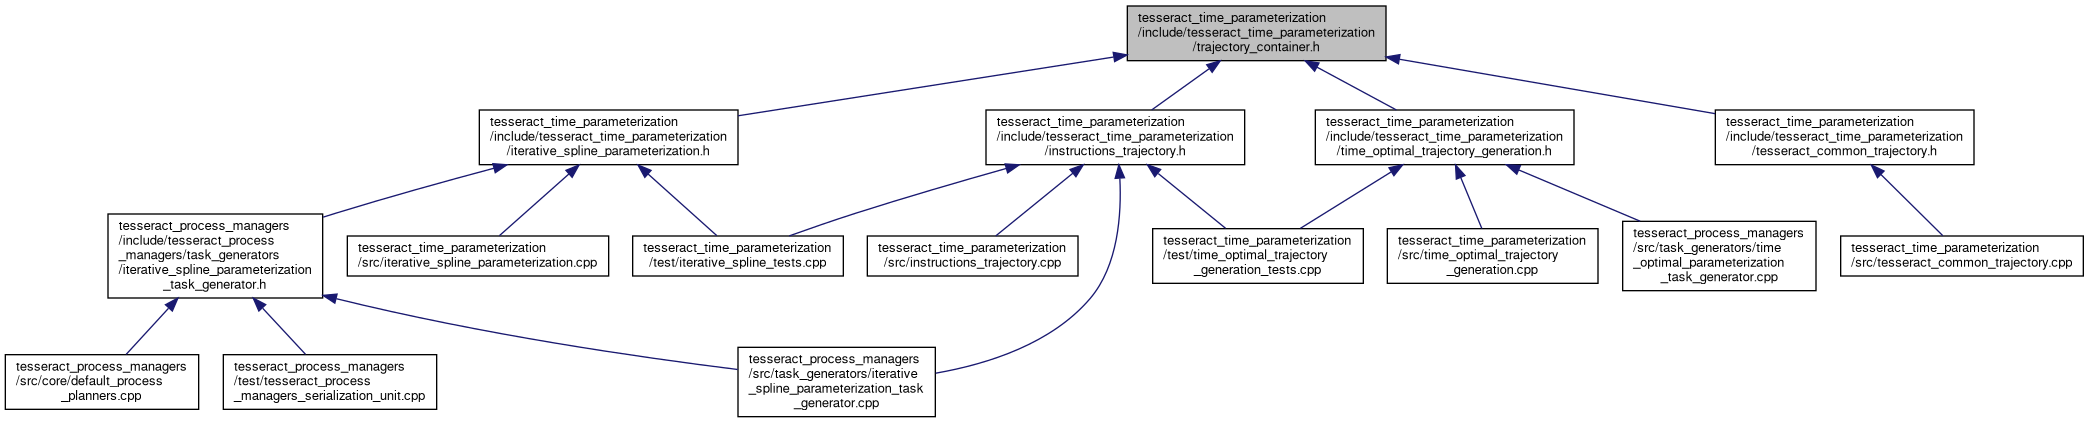 tesseract_time_parameterization
/include/tesseract_time_parameterization
/trajectory_container.h
tesseract_time_parameterization
/include/tesseract_time_parameterization
/iterative_spline_parameterization.h
tesseract_time_parameterization
/include/tesseract_time_parameterization
/instructions_trajectory.h
tesseract_time_parameterization
/include/tesseract_time_parameterization
/time_optimal_trajectory_generation.h
tesseract_time_parameterization
/include/tesseract_time_parameterization
/tesseract_common_trajectory.h
tesseract_process_managers
/include/tesseract_process
_managers/task_generators
/iterative_spline_parameterization
_task_generator.h
tesseract_time_parameterization
/src/iterative_spline_parameterization.cpp
tesseract_time_parameterization
/test/iterative_spline_tests.cpp
tesseract_time_parameterization
/src/instructions_trajectory.cpp
tesseract_time_parameterization
/test/time_optimal_trajectory
_generation_tests.cpp
tesseract_time_parameterization
/src/time_optimal_trajectory
_generation.cpp
tesseract_process_managers
/src/task_generators/time
_optimal_parameterization
_task_generator.cpp
tesseract_time_parameterization
/src/tesseract_common_trajectory.cpp
tesseract_process_managers
/src/core/default_process
_planners.cpp
tesseract_process_managers
/test/tesseract_process
_managers_serialization_unit.cpp
tesseract_process_managers
/src/task_generators/iterative
_spline_parameterization_task
_generator.cpp